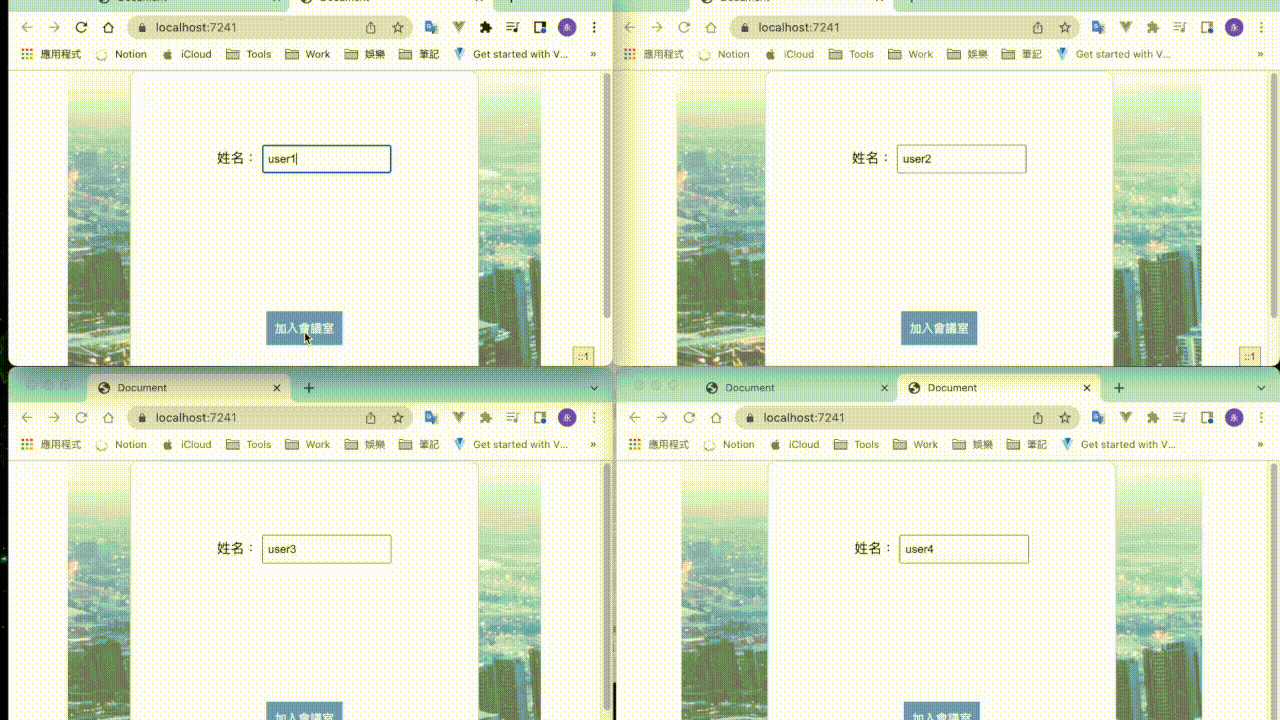 localhost:7241
應用程式 Notion iCloud Tools Work 娛樂 筆記 Get started with V... »
姓名： user1
加入會議室
::1
localhost:7241
應用程式 Notion iCloud Tools Work 娛樂 筆記 Get started with V... »
姓名： user2
加入會議室
::1
Document
localhost:7241 永
應用程式 Notion iCloud Tools Work 娛樂 筆記 Get started with V... »
姓名： user3
加入會議室
Document Document
localhost:7241 永
應用程式 Notion iCloud Tools Work 娛樂 筆記 Get started with V... »
姓名： user4
加入會議室